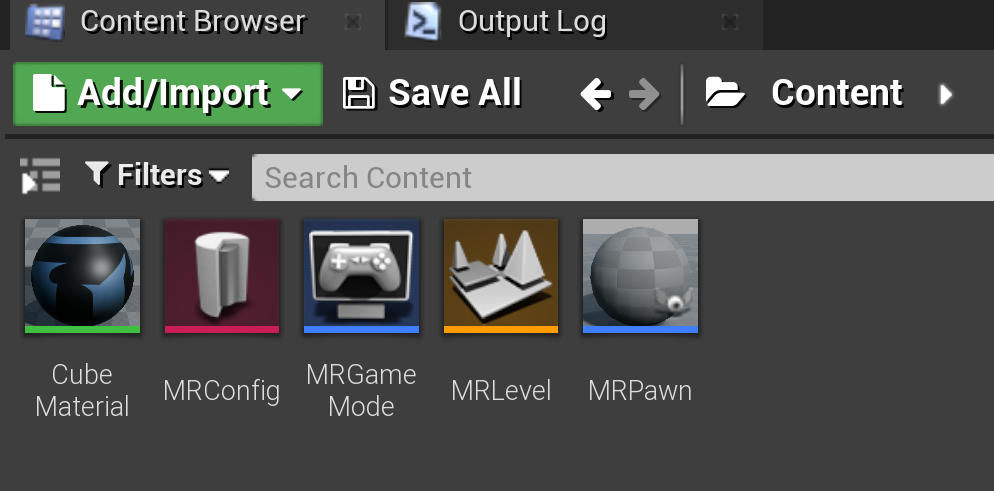 Content Browser
Output Log
Add/Import
Save All
Content
Filters
Search Content
Cube
Material
MRConfig
MRGame
Mode
MRLevel
MRPawn